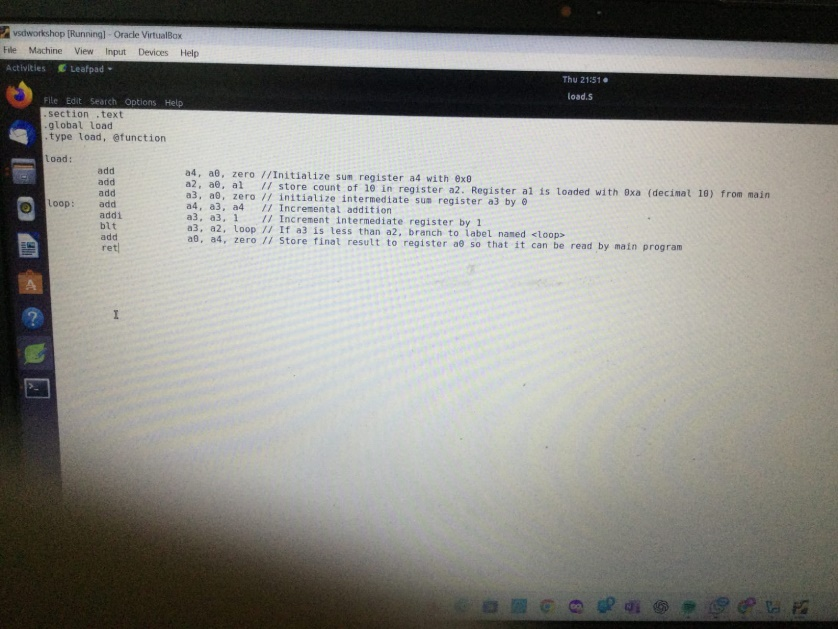 vsdworkshop [Running] - Oracle VirtualBox
File Machine View Input Devices Help
Activities Leafpad
Thu 21:51
load.S
File Edit Search Options Help
.section .text
.global load
.type load, @function
load:
add a4, a0, zero //Initialize sum register a4 with 0x0
add a2, a0, a1 // store count of 10 in register a2. Register a1 is loaded with 0xa (decimal 10) from main
add a3, a0, zero // initialize intermediate sum register a3 by 0
loop: add a4, a3, a4 // Incremental addition
addi a3, a3, 1 // Increment intermediate register by 1
blt a3, a2, loop // If a3 is less than a2, branch to label named <loop>
add a0, a4, zero // Store final result to register a0 so that it can be read by main program
ret